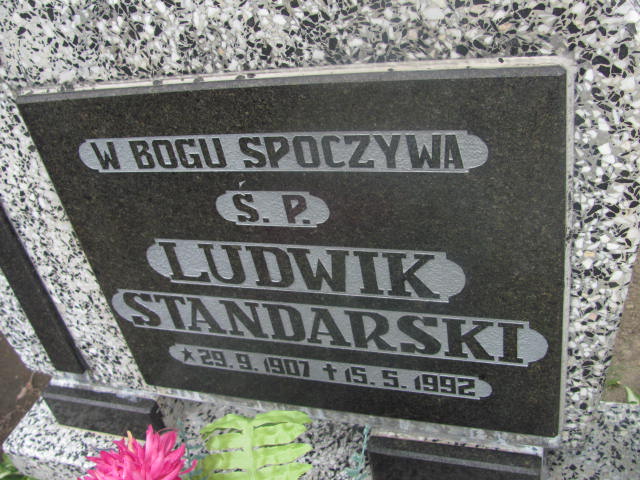 W BOGU SPOCZYWA
S. P.
LUDWIK
STANDARSKI
★ 29. 9. 1907 ✝ 15. 5. 1992